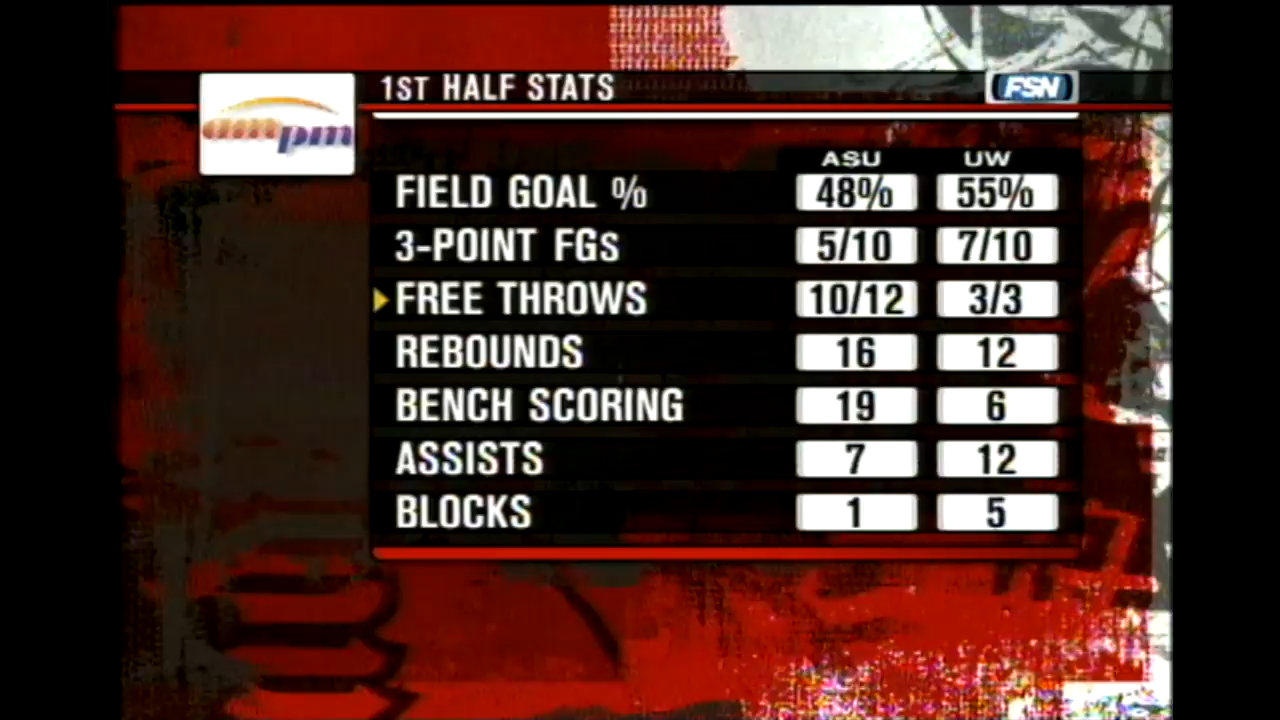 1ST HALF STATS
FSN
ampm
ASU UW
FIELD GOAL % 48% 55%
3-POINT FGs 5/10 7/10
FREE THROWS 10/12 3/3
REBOUNDS 16 12
BENCH SCORING 19 6
ASSISTS 7 12
BLOCKS 1 5